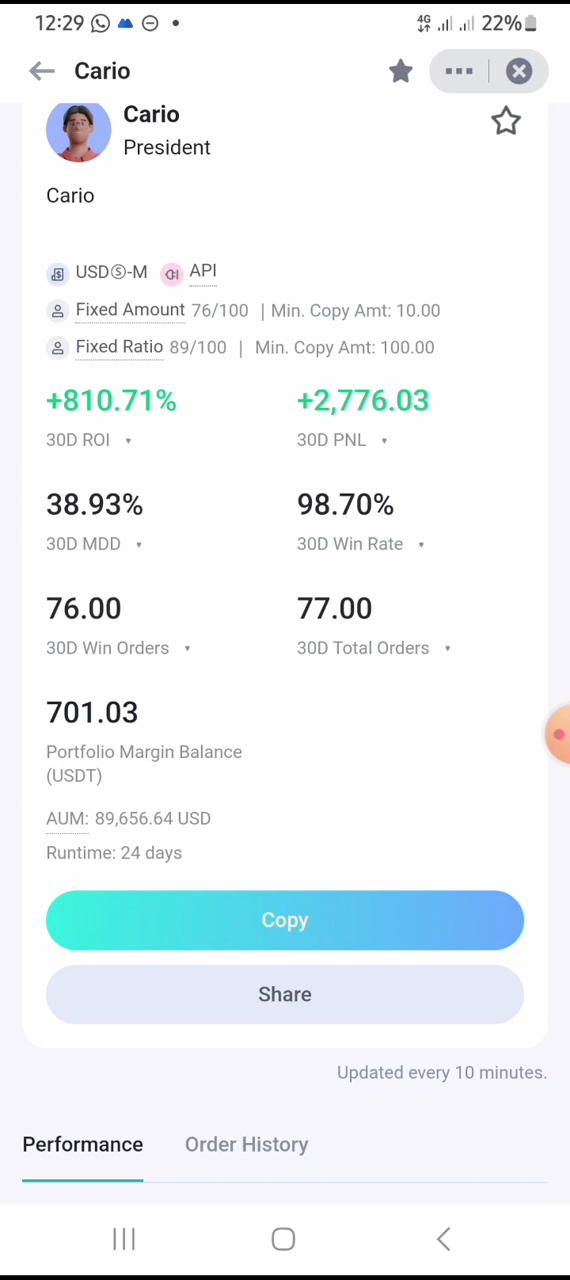 12:29 4G 22%
Cario
Cario
President
Cario
USDⓈ-M API
Fixed Amount 76/100 | Min. Copy Amt: 10.00
Fixed Ratio 89/100 | Min. Copy Amt: 100.00
+810.71% +2,776.03
30D ROI 30D PNL
38.93% 98.70%
30D MDD 30D Win Rate
76.00 77.00
30D Win Orders 30D Total Orders
701.03
Portfolio Margin Balance
(USDT)
AUM: 89,656.64 USD
Runtime: 24 days
Copy
Share
Updated every 10 minutes.
Performance Order History